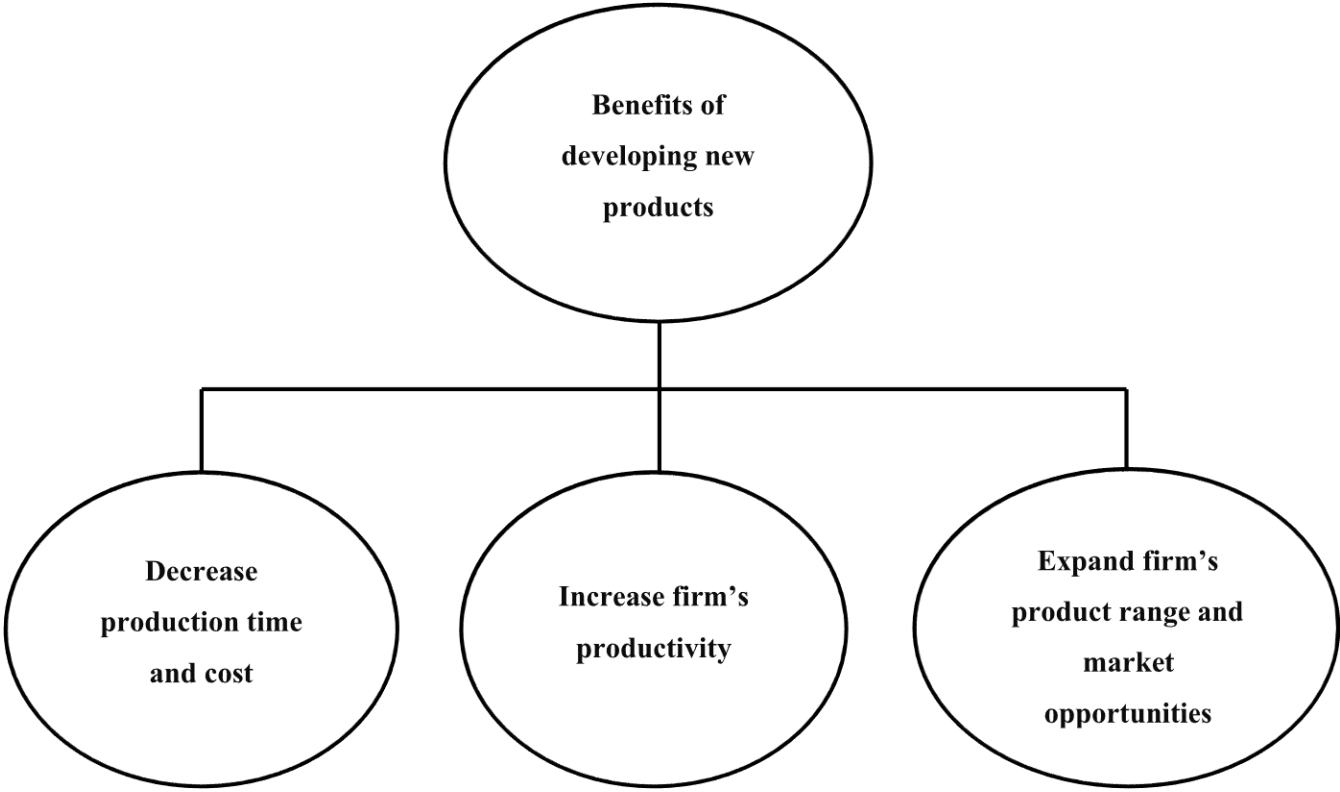 Benefits of
developing new
products
Decrease
production time
and cost
Increase firm’s
productivity
Expand firm’s
product range and
market
opportunities